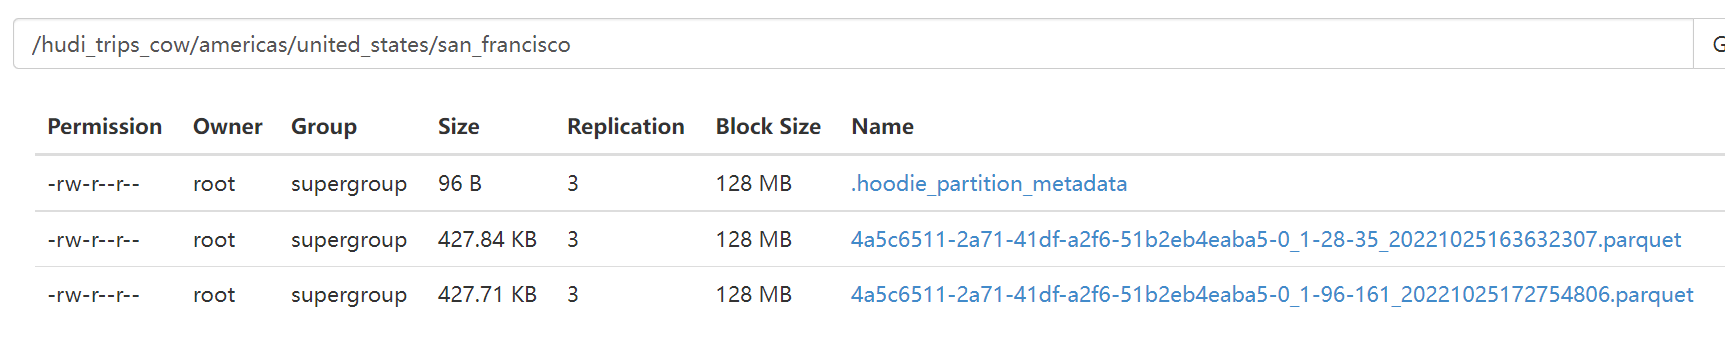 /hudi_trips_cow/americas/united_states/san_francisco G
Permission Owner Group Size Replication Block Size Name
-rw-r--r-- root supergroup 96 B 3 128 MB .hoodie_partition_metadata
-rw-r--r-- root supergroup 427.84 KB 3 128 MB 4a5c6511-2a71-41df-a2f6-51b2eb4eaba5-0_1-28-35_20221025163632307.parquet
-rw-r--r-- root supergroup 427.71 KB 3 128 MB 4a5c6511-2a71-41df-a2f6-51b2eb4eaba5-0_1-96-161_20221025172754806.parquet